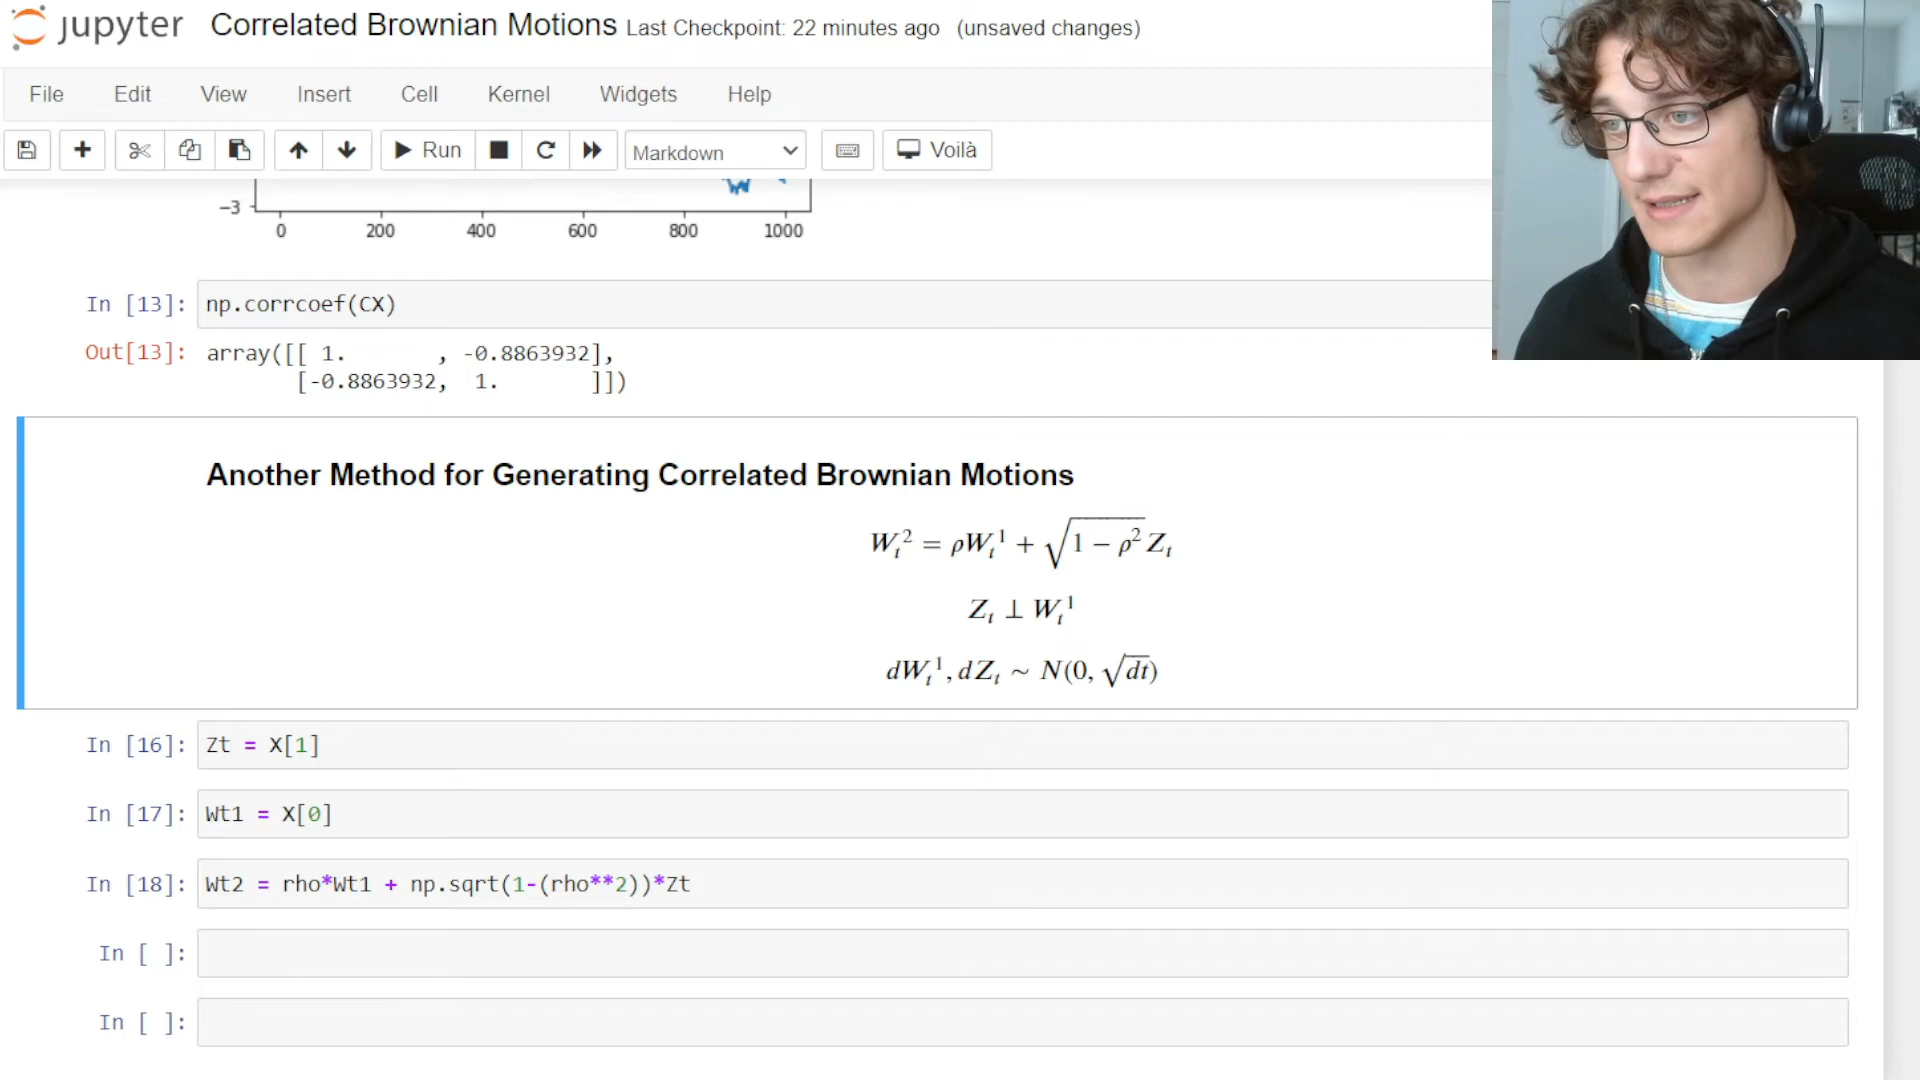 jupyter Correlated Brownian Motions Last Checkpoint: 22 minutes ago (unsaved changes)
File Edit View Insert Cell Kernel Widgets Help
Run Markdown Voilà
−3
0 200 400 600 800 1000
In [13]: np.corrcoef(CX)
Out[13]: array([[ 1.       , -0.8863932],
[-0.8863932,  1.       ]])
Another Method for Generating Correlated Brownian Motions
W_t^2 = ρW_t^1 + √(1 − ρ^2) Z_t
Z_t ⊥ W_t^1
dW_t^1, dZ_t ∼ N(0, √dt)
In [16]: Zt = X[1]
In [17]: Wt1 = X[0]
In [18]: Wt2 = rho*Wt1 + np.sqrt(1-(rho**2))*Zt
In [ ]:
In [ ]: